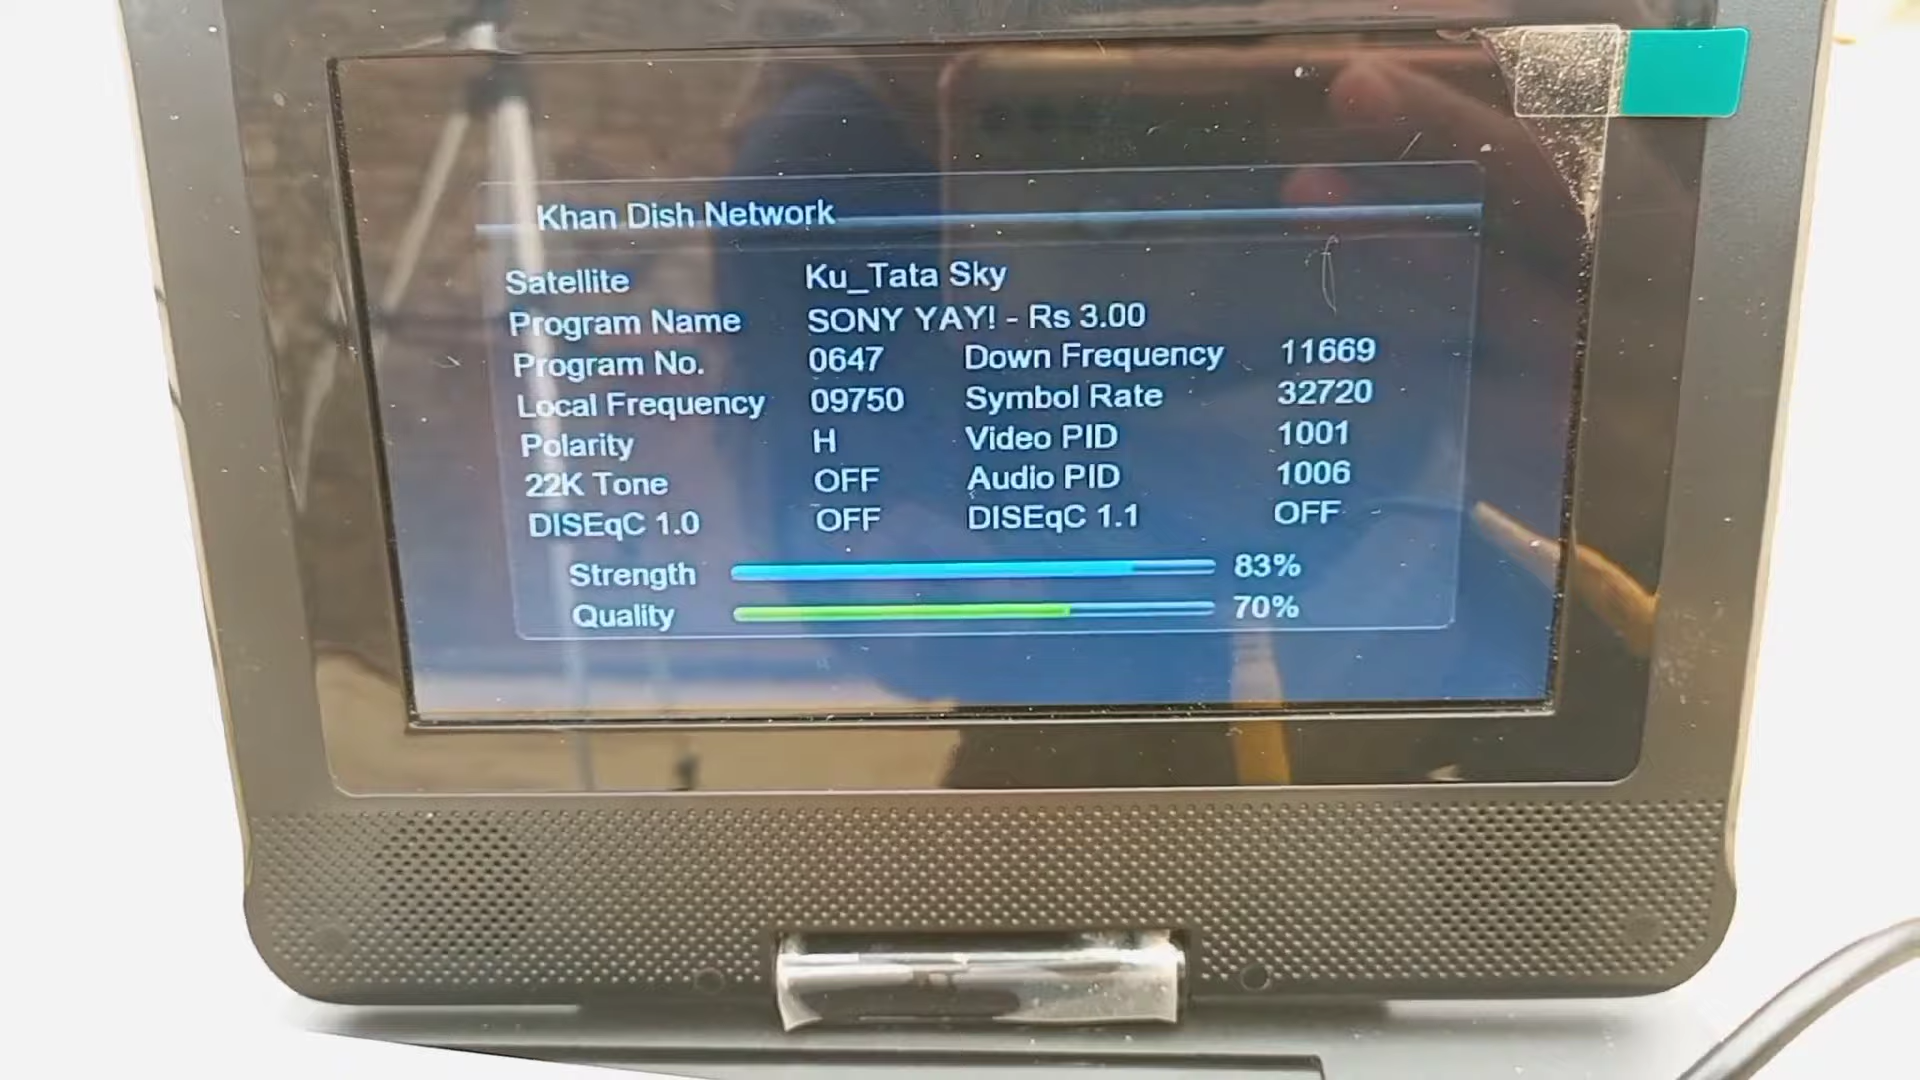 Khan Dish Network
Satellite Ku_Tata Sky
Program Name SONY YAY! - Rs 3.00
Program No. 0647 Down Frequency 11669
Local Frequency 09750 Symbol Rate 32720
Polarity H Video PID 1001
22K Tone OFF Audio PID 1006
DISEqC 1.0 OFF DISEqC 1.1 OFF
Strength 83%
Quality 70%